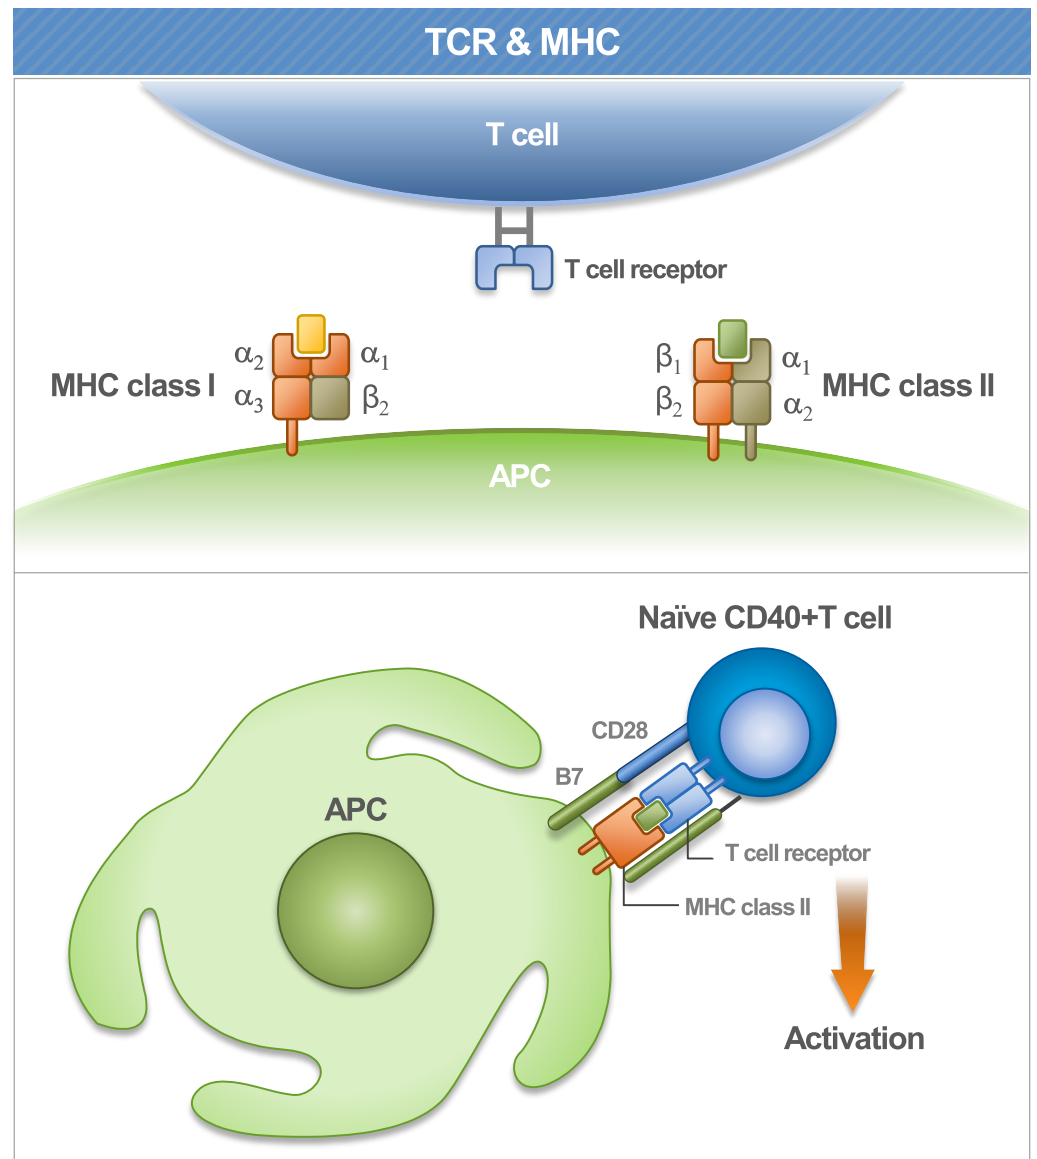 TCR & MHC
T cell
T cell receptor
α2
α1
MHC class I
α3
β2
β1
α1
MHC class II
β2
α2
APC
Naïve CD40+T cell
CD28
B7
APC
T cell receptor
MHC class II
Activation